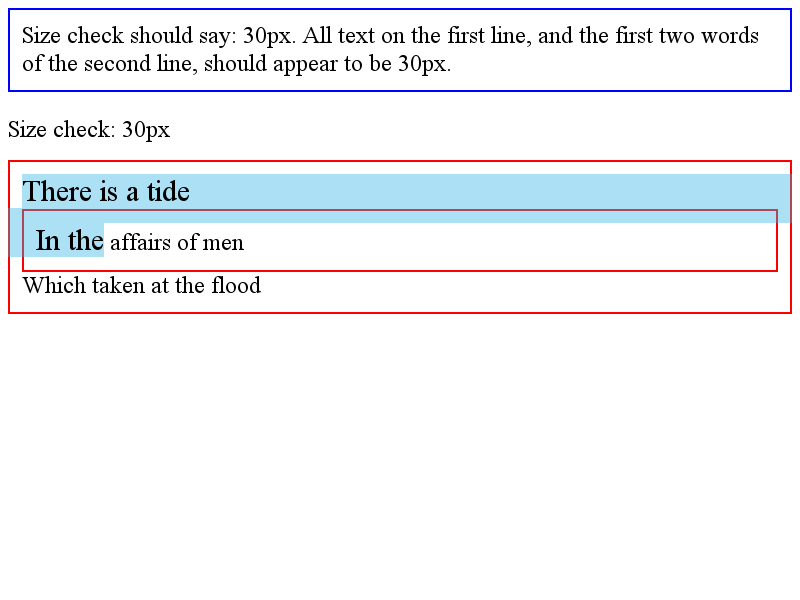 Size check should say: 30px. All text on the first line, and the first two words
of the second line, should appear to be 30px.
Size check: 30px
There is a tide
In the affairs of men
Which taken at the flood